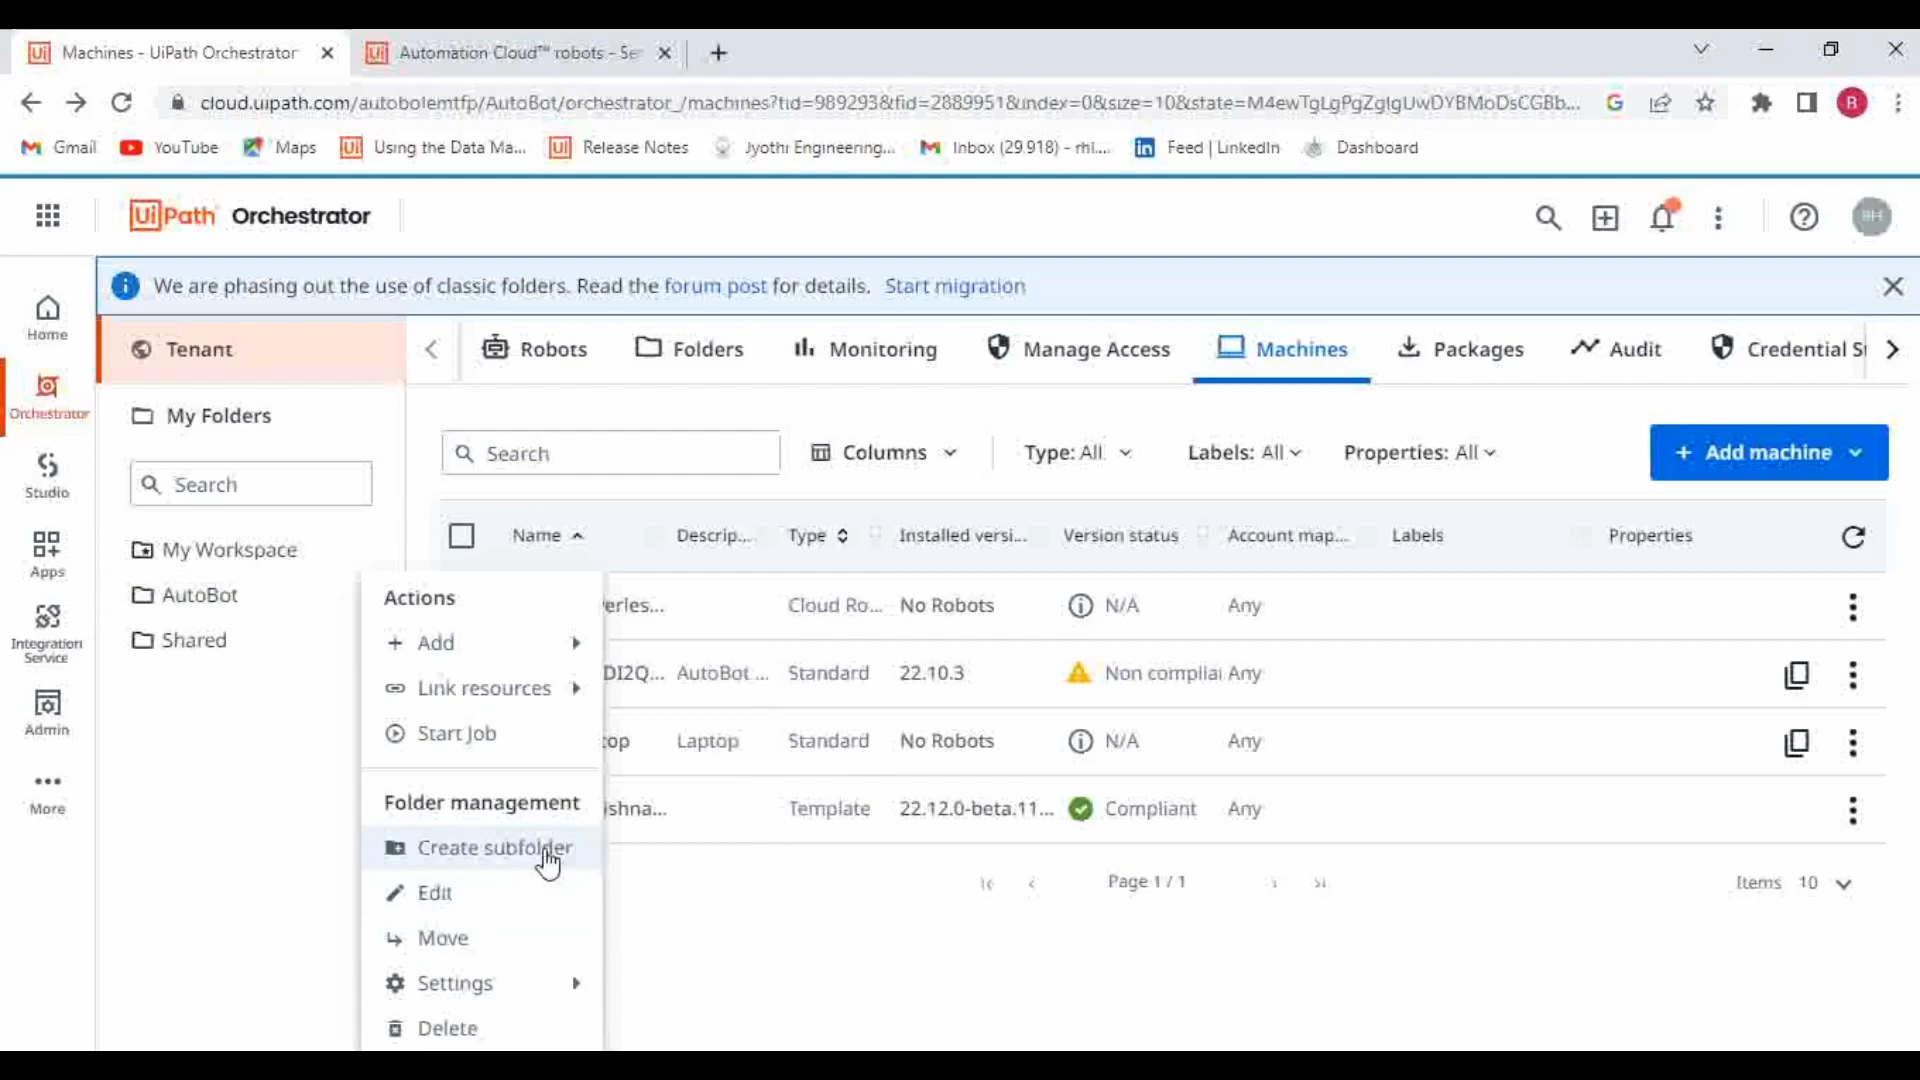 Machines - UiPath Orchestrator
Automation Cloud™ robots - Se
cloud.uipath.com/autobolemtfp/AutoBot/orchestrator_/machines?tid=989293&fid=2889951&index=0&size=10&state=M4ewTgLgPgZglgUwDYBMoDsCGBb...
Gmail
YouTube
Maps
Using the Data Ma...
Release Notes
Jyothi Engineering...
Inbox (29,918) - rhl....
Feed | LinkedIn
Dashboard
UiPath Orchestrator
We are phasing out the use of classic folders. Read the forum post for details. Start migration
Home
Orchestrator
Studio
Apps
Integration
Service
Admin
More
Tenant
My Folders
Search
My Workspace
AutoBot
Shared
Robots
Folders
Monitoring
Manage Access
Machines
Packages
Audit
Credential St
Search
Columns
Type: All
Labels: All
Properties: All
+ Add machine
Name
Descrip...
Type
Installed versi...
Version status
Account map...
Labels
Properties
erles... Cloud Ro... No Robots N/A Any
DI2Q... AutoBot ... Standard 22.10.3 Non complia Any
top Laptop Standard No Robots N/A Any
ishna... Template 22.12.0-beta.11... Compliant Any
Page 1 / 1
Items 10
Actions
+ Add
Link resources
Start Job
Folder management
Create subfolder
Edit
Move
Settings
Delete